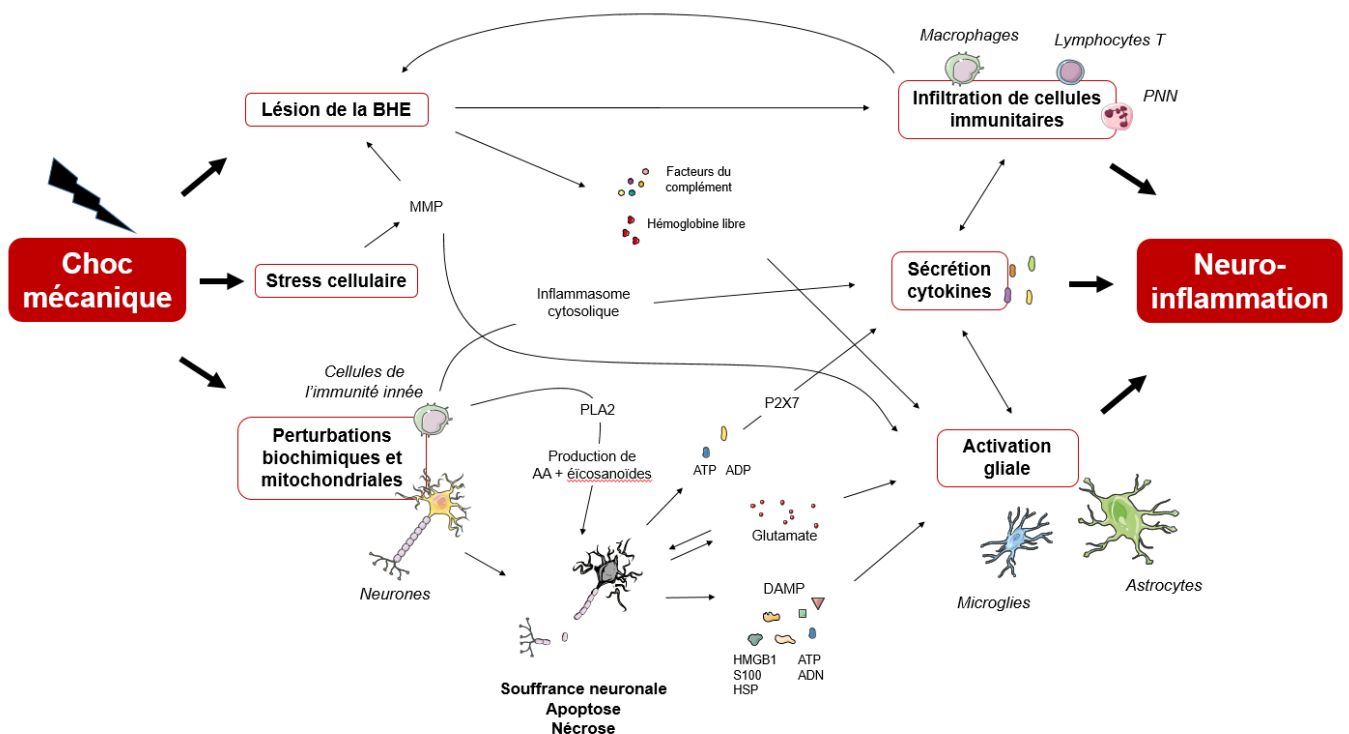 Macrophages
Lymphocytes T
Lésion de la BHE
Infiltration de cellules
immunitaires
PNN
Facteurs du
complément
MMP
Hémoglobine libre
Choc
mécanique
Stress cellulaire
Inflammasome
cytosolique
Sécrétion
cytokines
Neuro-
inflammation
Cellules de
l'immunité innée
PLA2
P2X7
Perturbations
biochimiques et
mitochondriales
Production de
AA + éïcosanoïdes
ATP ADP
Activation
gliale
Glutamate
Neurones
DAMP
Microglies
Astrocytes
HMGB1
S100
HSP
ATP
ADN
Souffrance neuronale
Apoptose
Nécrose